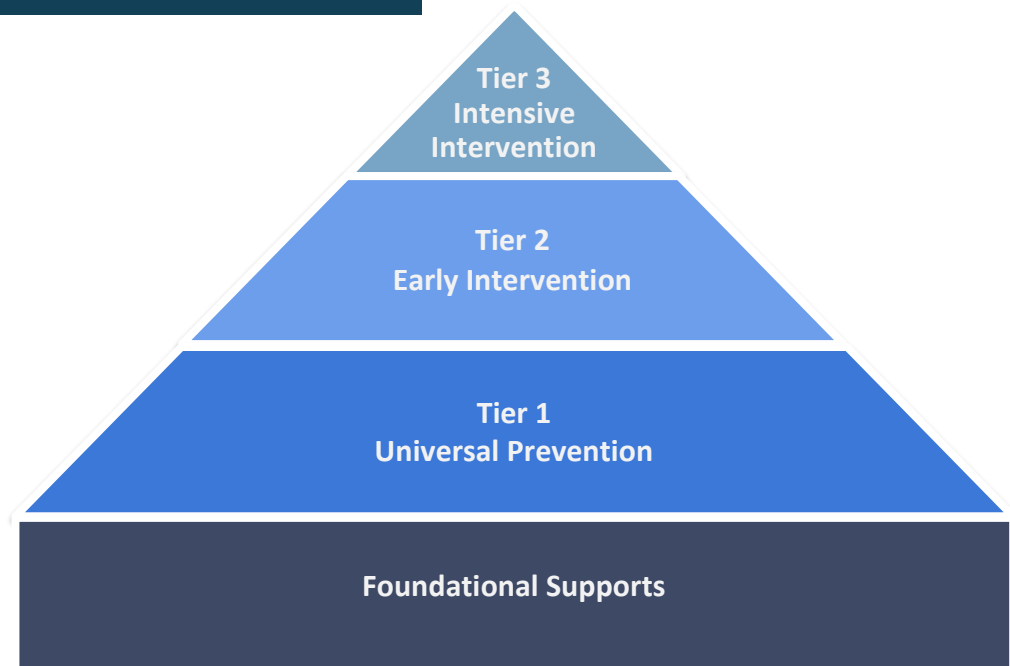 Tier 3
Intensive
Intervention
Tier 2
Early Intervention
Tier 1
Universal Prevention
Foundational Supports